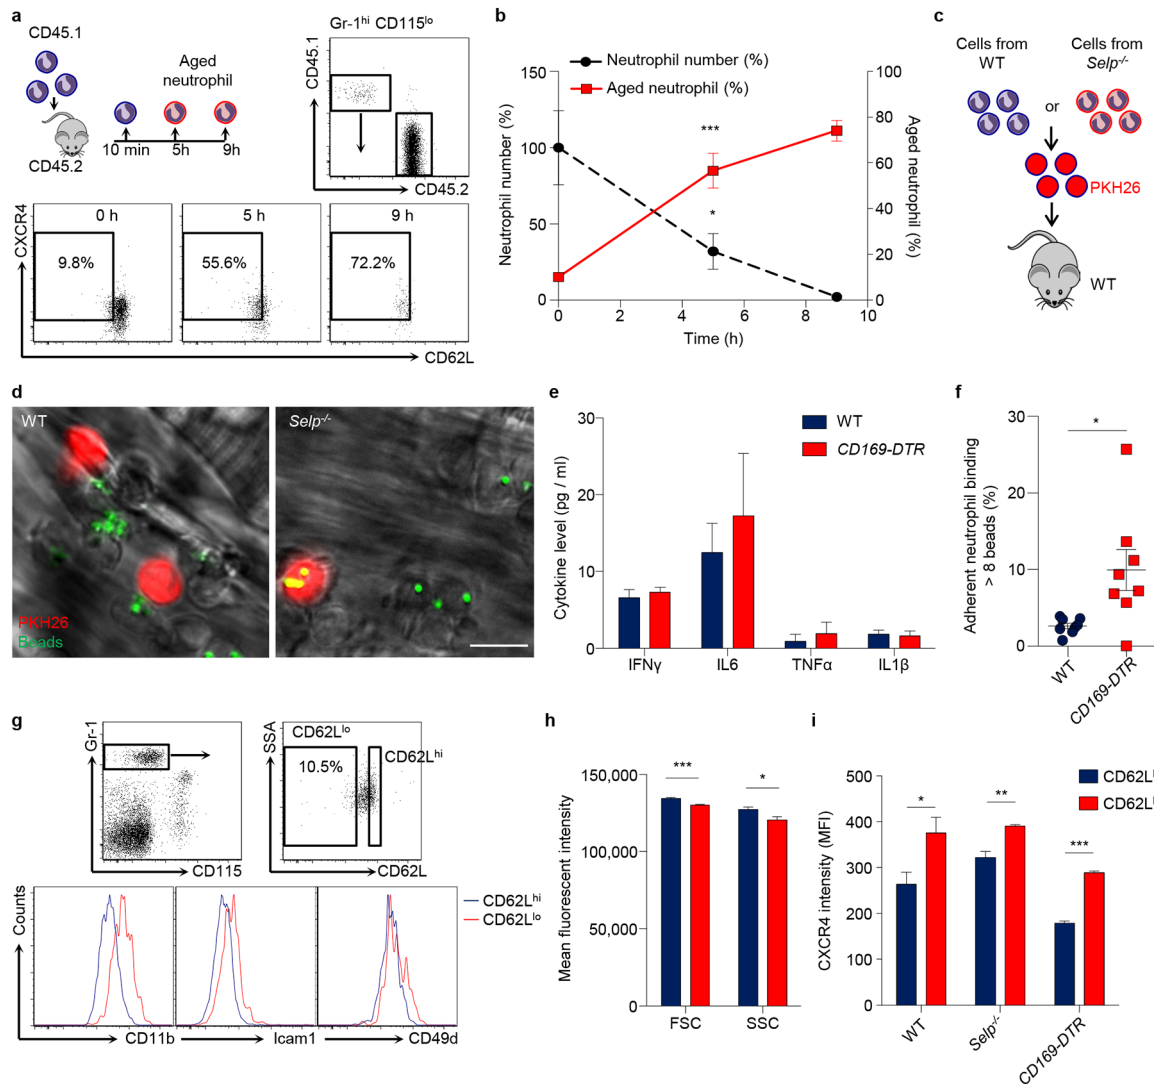 a
CD45.1
Aged
neutrophil
10 min
5h
9h
CD45.2
Gr-1hi CD115lo
CD45.1
CD45.2
CXCR4
0 h
5 h
9 h
9.8%
55.6%
72.2%
CD62L
b
Neutrophil number (%)
Aged neutrophil (%)
150
100
50
0
Neutrophil number (%)
100
80
60
40
20
0
Aged neutrophil (%)
***
*
0
2
4
6
8
10
Time (h)
c
Cells from
WT
Cells from
Selp-/-
or
PKH26
WT
d
WT
Selp-/-
PKH26
Beads
e
WT
CD169-DTR
Cytokine level (pg / ml)
30
20
10
0
IFNγ
IL6
TNFα
IL1β
f
Adherent neutrophil binding
> 8 beads (%)
30
20
10
0
*
WT
CD169-DTR
g
Gr-1
CD115
SSA
CD62Llo
10.5%
CD62Lhi
CD62L
Counts
CD62Lhi
CD62Llo
CD11b
Icam1
CD49d
h
Mean fluorescent intensity
150,000
100,000
50,000
0
***
*
FSC
SSC
i
CXCR4 intensity (MFI)
500
400
300
200
100
0
*
**
***
CD62L
CD62L
WT
Selp-/-
CD169-DTR